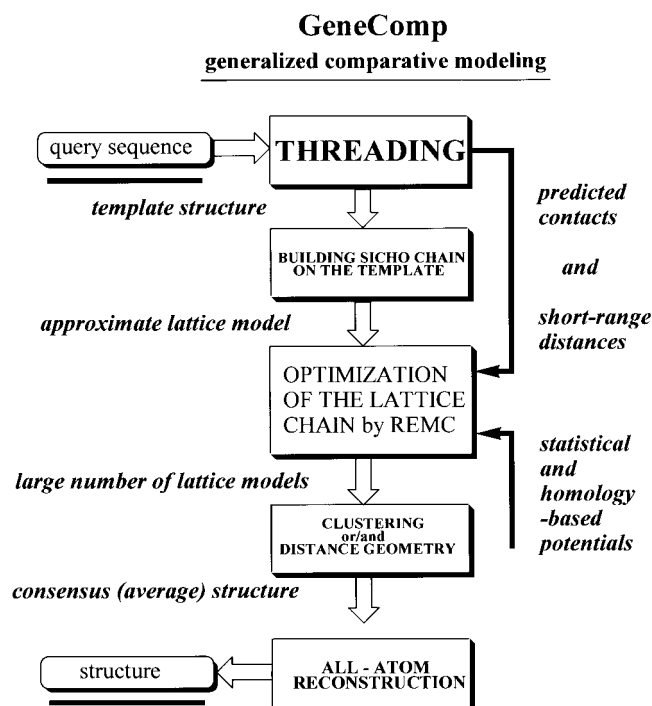 GeneComp
generalized comparative modeling
query sequence
THREADING
template structure
predicted
contacts
and
short-range
distances
BUILDING SICHO CHAIN
ON THE TEMPLATE
approximate lattice model
OPTIMIZATION
OF THE LATTICE
CHAIN by REMC
statistical
and
homology
-based
potentials
large number of lattice models
CLUSTERING
or/and
DISTANCE GEOMETRY
consensus (average) structure
structure
ALL - ATOM
RECONSTRUCTION